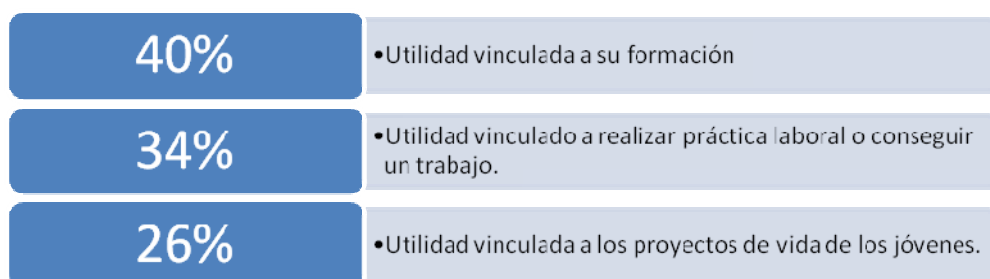 40%
•Utilidad vinculada a su formación
34%
•Utilidad vinculado a realizar práctica laboral o conseguir
un trabajo.
26%
•Utilidad vinculada a los proyectos de vida de los jóvenes.